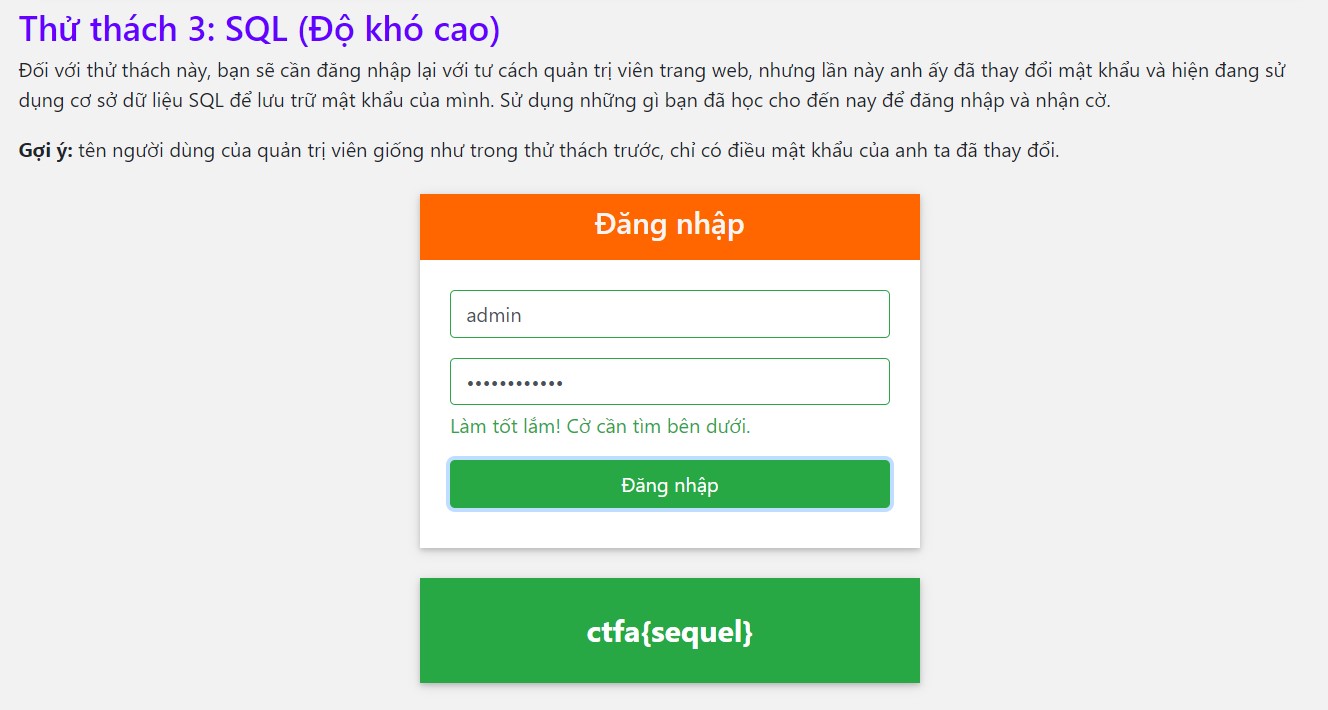 Thử thách 3: SQL (Độ khó cao)
Đối với thử thách này, bạn sẽ cần đăng nhập lại với tư cách quản trị viên trang web, nhưng lần này anh ấy đã thay đổi mật khẩu và hiện đang sử
dụng cơ sở dữ liệu SQL để lưu trữ mật khẩu của mình. Sử dụng những gì bạn đã học cho đến nay để đăng nhập và nhận cờ.
Gợi ý: tên người dùng của quản trị viên giống như trong thử thách trước, chỉ có điều mật khẩu của anh ta đã thay đổi.
Đăng nhập
admin
••••••••••••
Làm tốt lắm! Cờ cần tìm bên dưới.
Đăng nhập
ctfa{sequel}